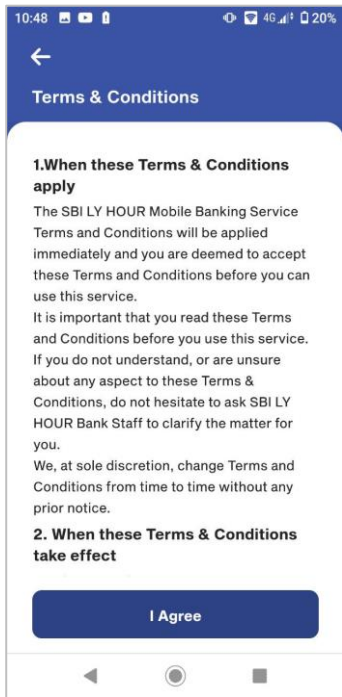 10:48 4G 20%
Terms & Conditions
1.When these Terms & Conditions
apply
The SBI LY HOUR Mobile Banking Service
Terms and Conditions will be applied
immediately and you are deemed to accept
these Terms and Conditions before you can
use this service.
It is important that you read these Terms
and Conditions before you use this service.
If you do not understand, or are unsure
about any aspect to these Terms &
Conditions, do not hesitate to ask SBI LY
HOUR Bank Staff to clarify the matter for
you.
We, at sole discretion, change Terms and
Conditions from time to time without any
prior notice.
2. When these Terms & Conditions
take effect
I Agree